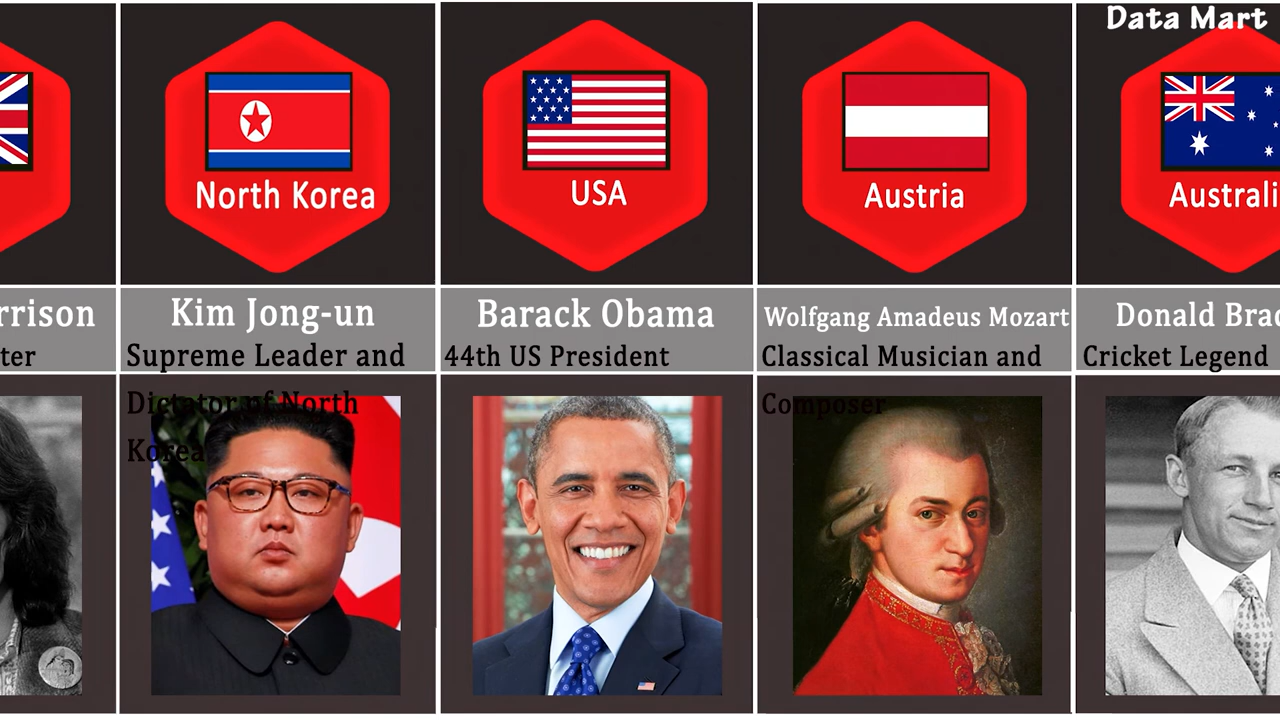 Data Mart
North Korea
USA
Austria
Australi
rrison
ter
Kim Jong-un
Supreme Leader and
Dictator of North
Korea
Barack Obama
44th US President
Wolfgang Amadeus Mozart
Classical Musician and
Composer
Donald Brad
Cricket Legend